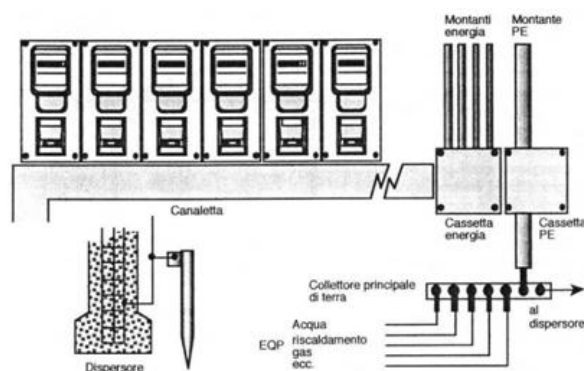 Montanti
energia
Montante
PE
Canaletta
Cassetta
energia
Cassetta
PE
Collettore principale
di terra
al
dispersore
Acqua
EQP riscaldamento
gas
ecc.
Dispersore